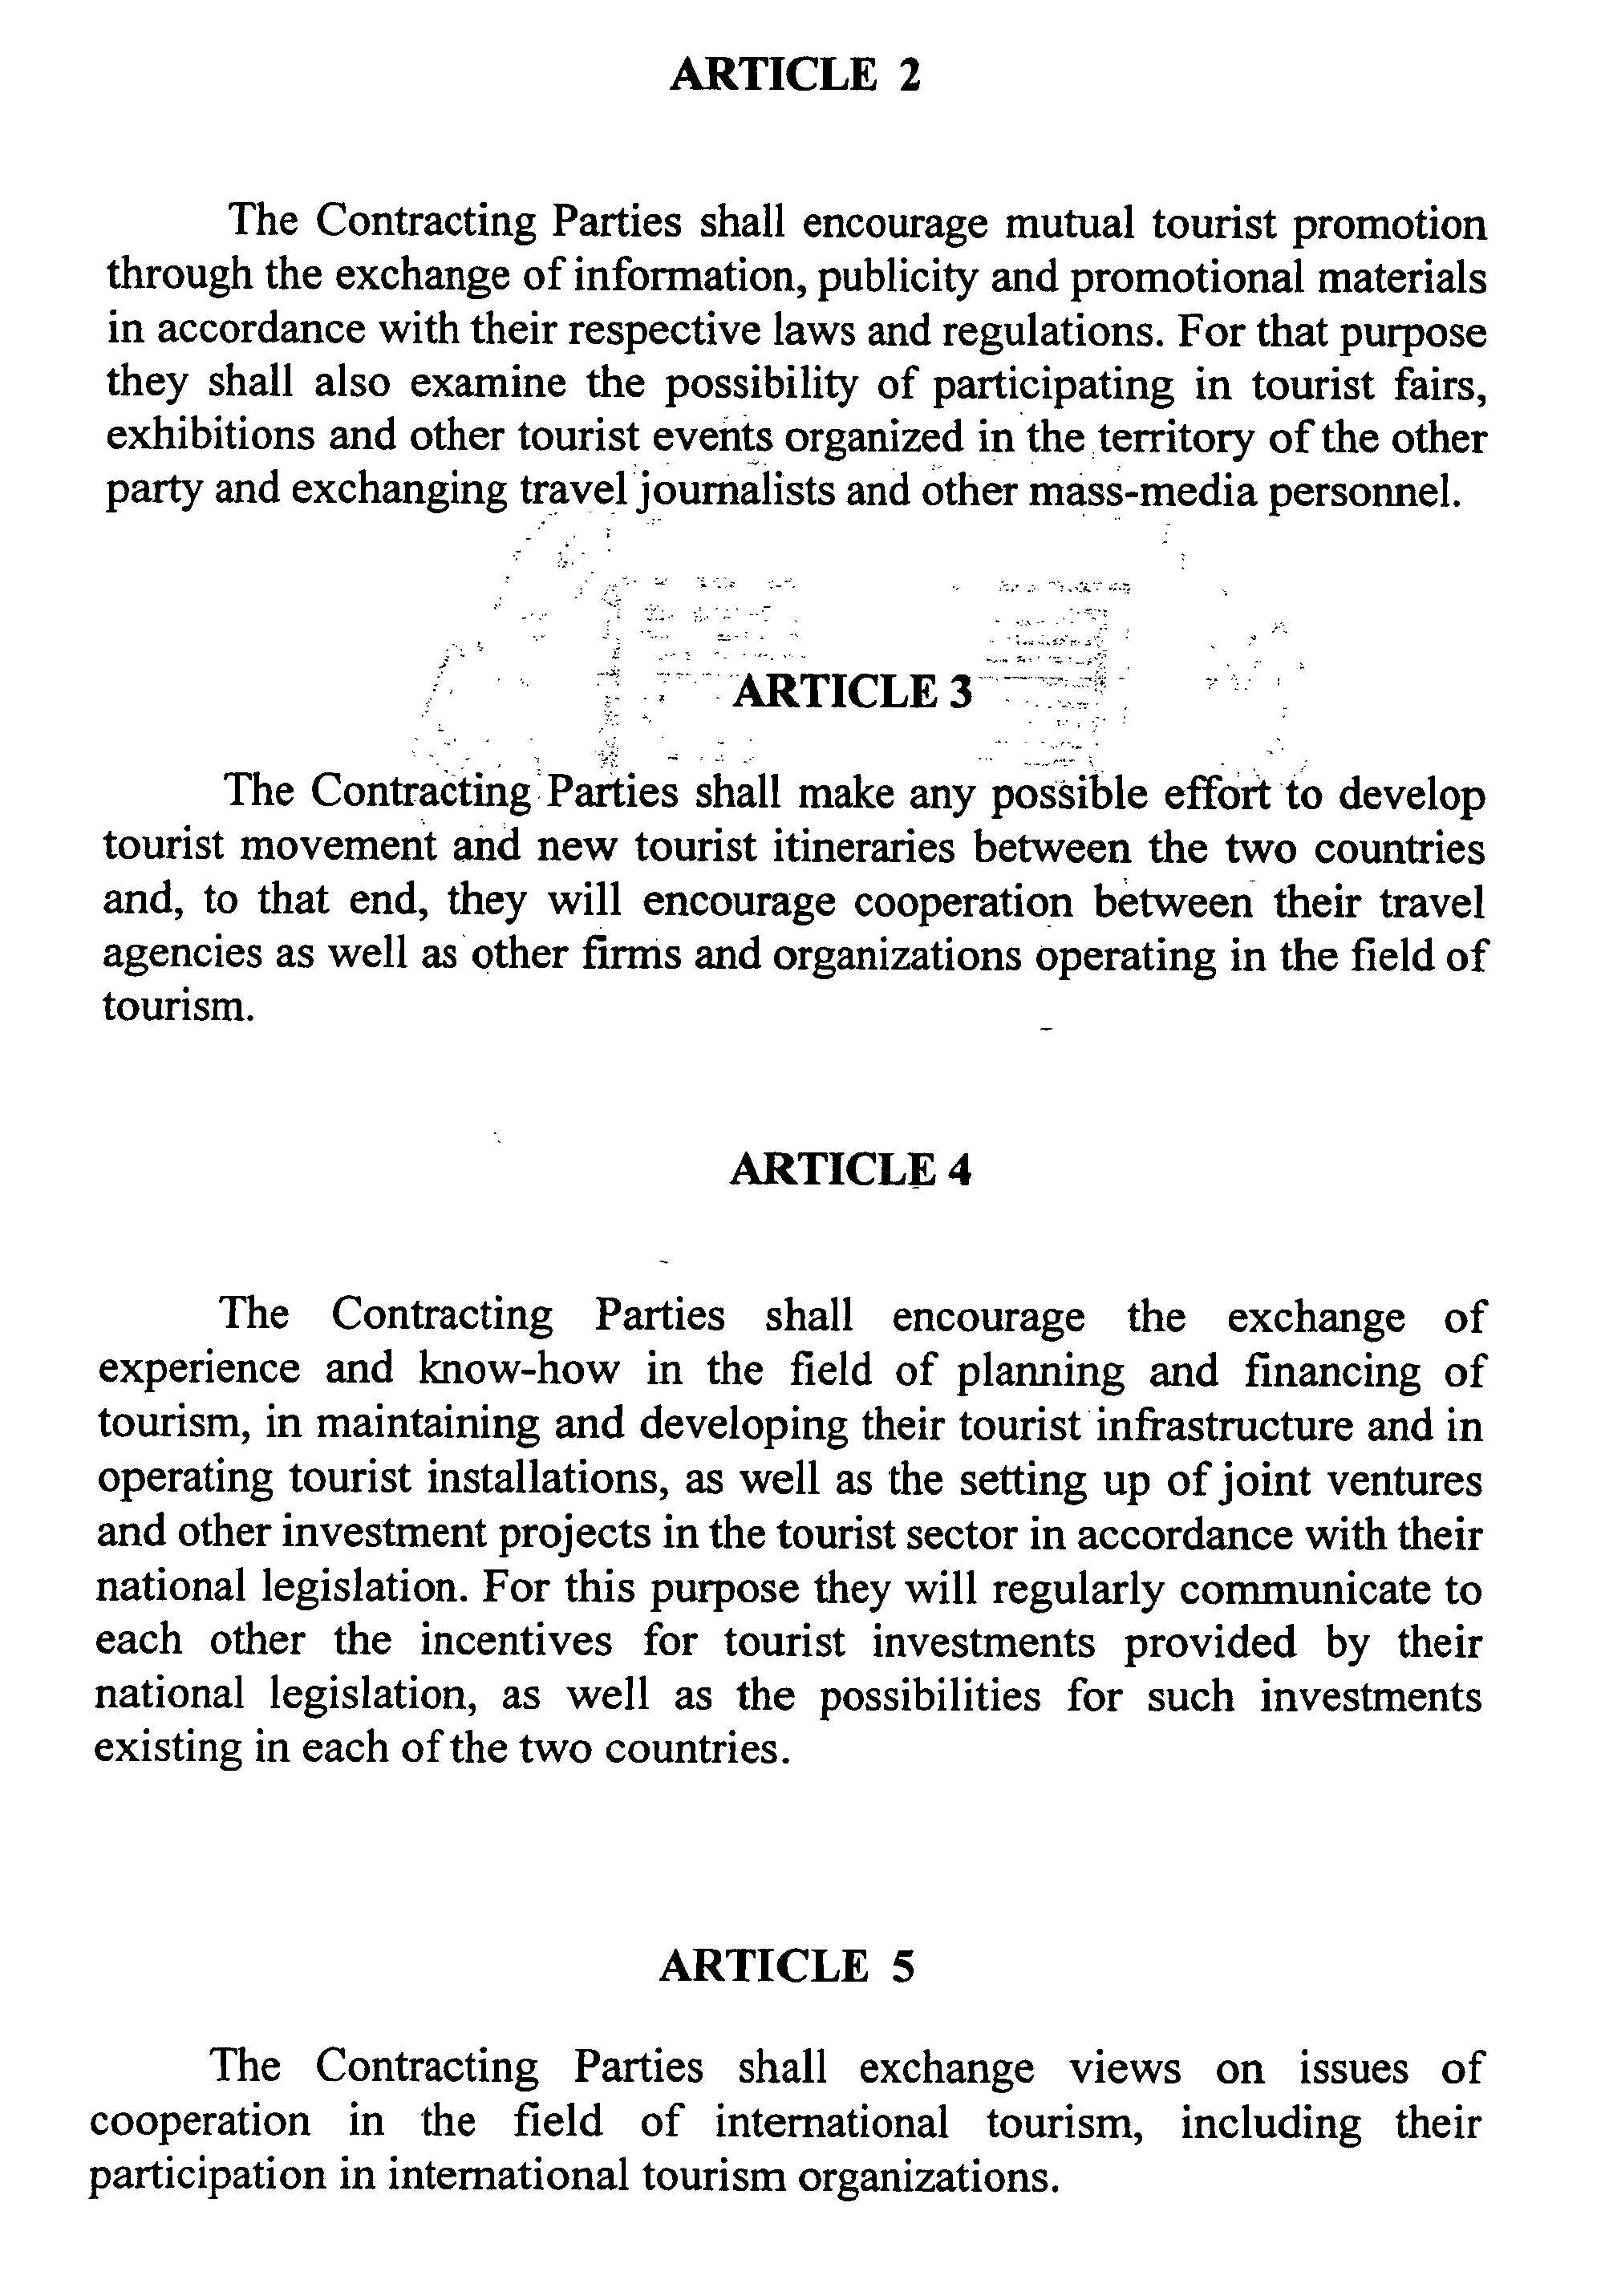 ARTICLE 2
The Contracting Parties shall encourage mutual tourist promotion
through the exchange of information, publicity and promotional materials
in accordance with their respective laws and regulations. For that purpose
they shall also examine the possibility of participating in tourist fairs,
exhibitions and other tourist events organized in the territory of the other
party and exchanging travel journalists and other mass-media personnel.
ARTICLE 3
The Contracting Parties shall make any possible effort to develop
tourist movement and new tourist itineraries between the two countries
and, to that end, they will encourage cooperation between their travel
agencies as well as other firms and organizations operating in the field of
tourism.
ARTICLE 4
The Contracting Parties shall encourage the exchange of
experience and know-how in the field of planning and financing of
tourism, in maintaining and developing their tourist infrastructure and in
operating tourist installations, as well as the setting up of joint ventures
and other investment projects in the tourist sector in accordance with their
national legislation. For this purpose they will regularly communicate to
each other the incentives for tourist investments provided by their
national legislation, as well as the possibilities for such investments
existing in each of the two countries.
ARTICLE 5
The Contracting Parties shall exchange views on issues of
cooperation in the field of international tourism, including their
participation in international tourism organizations.